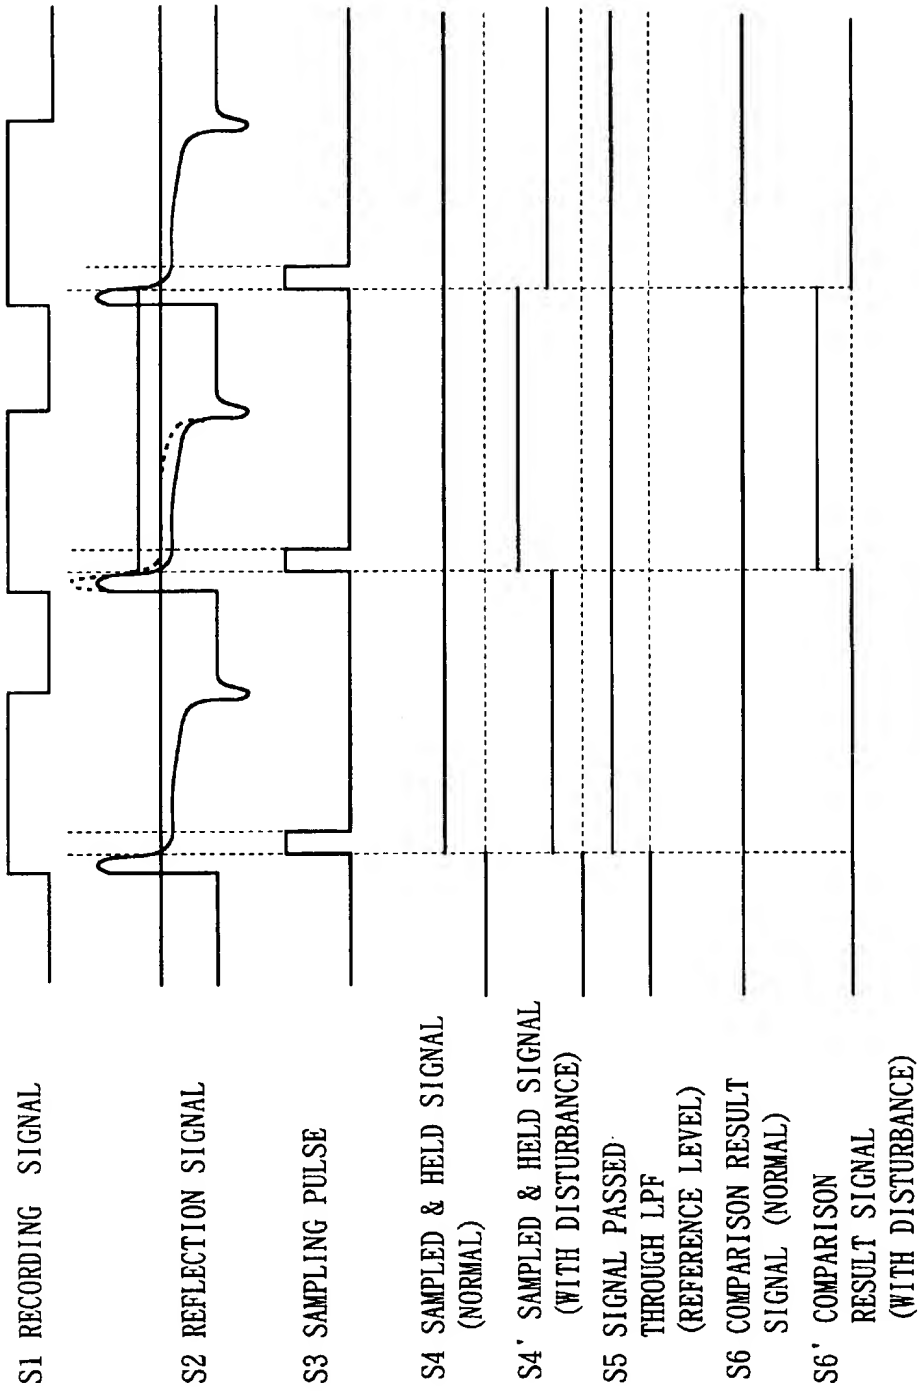 S1 RECORDING SIGNAL
S2 REFLECTION SIGNAL
S3 SAMPLING PULSE
S4 SAMPLED & HELD SIGNAL
(NORMAL)
S4' SAMPLED & HELD SIGNAL
(WITH DISTURBANCE)
S5 SIGNAL PASSED
THROUGH LPF
(REFERENCE LEVEL)
S6 COMPARISON RESULT
SIGNAL (NORMAL)
S6' COMPARISON
RESULT SIGNAL
(WITH DISTURBANCE)